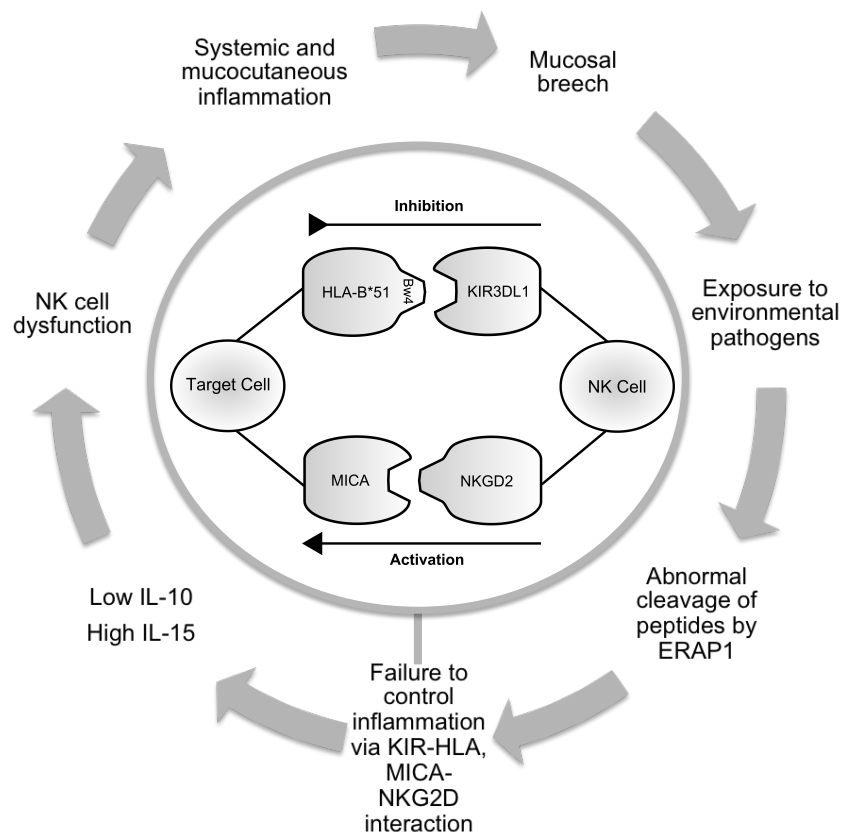 Systemic and
mucocutaneous
inflammation
Mucosal
breech
Exposure to
environmental
pathogens
Abnormal
cleavage of
peptides by
ERAP1
Failure to
control
inflammation
via KIR-HLA,
MICA-
NKG2D
interaction
Low IL-10
High IL-15
NK cell
dysfunction
Inhibition
HLA-B*51
Bw4
KIR3DL1
Target Cell
NK Cell
MICA
NKGD2
Activation